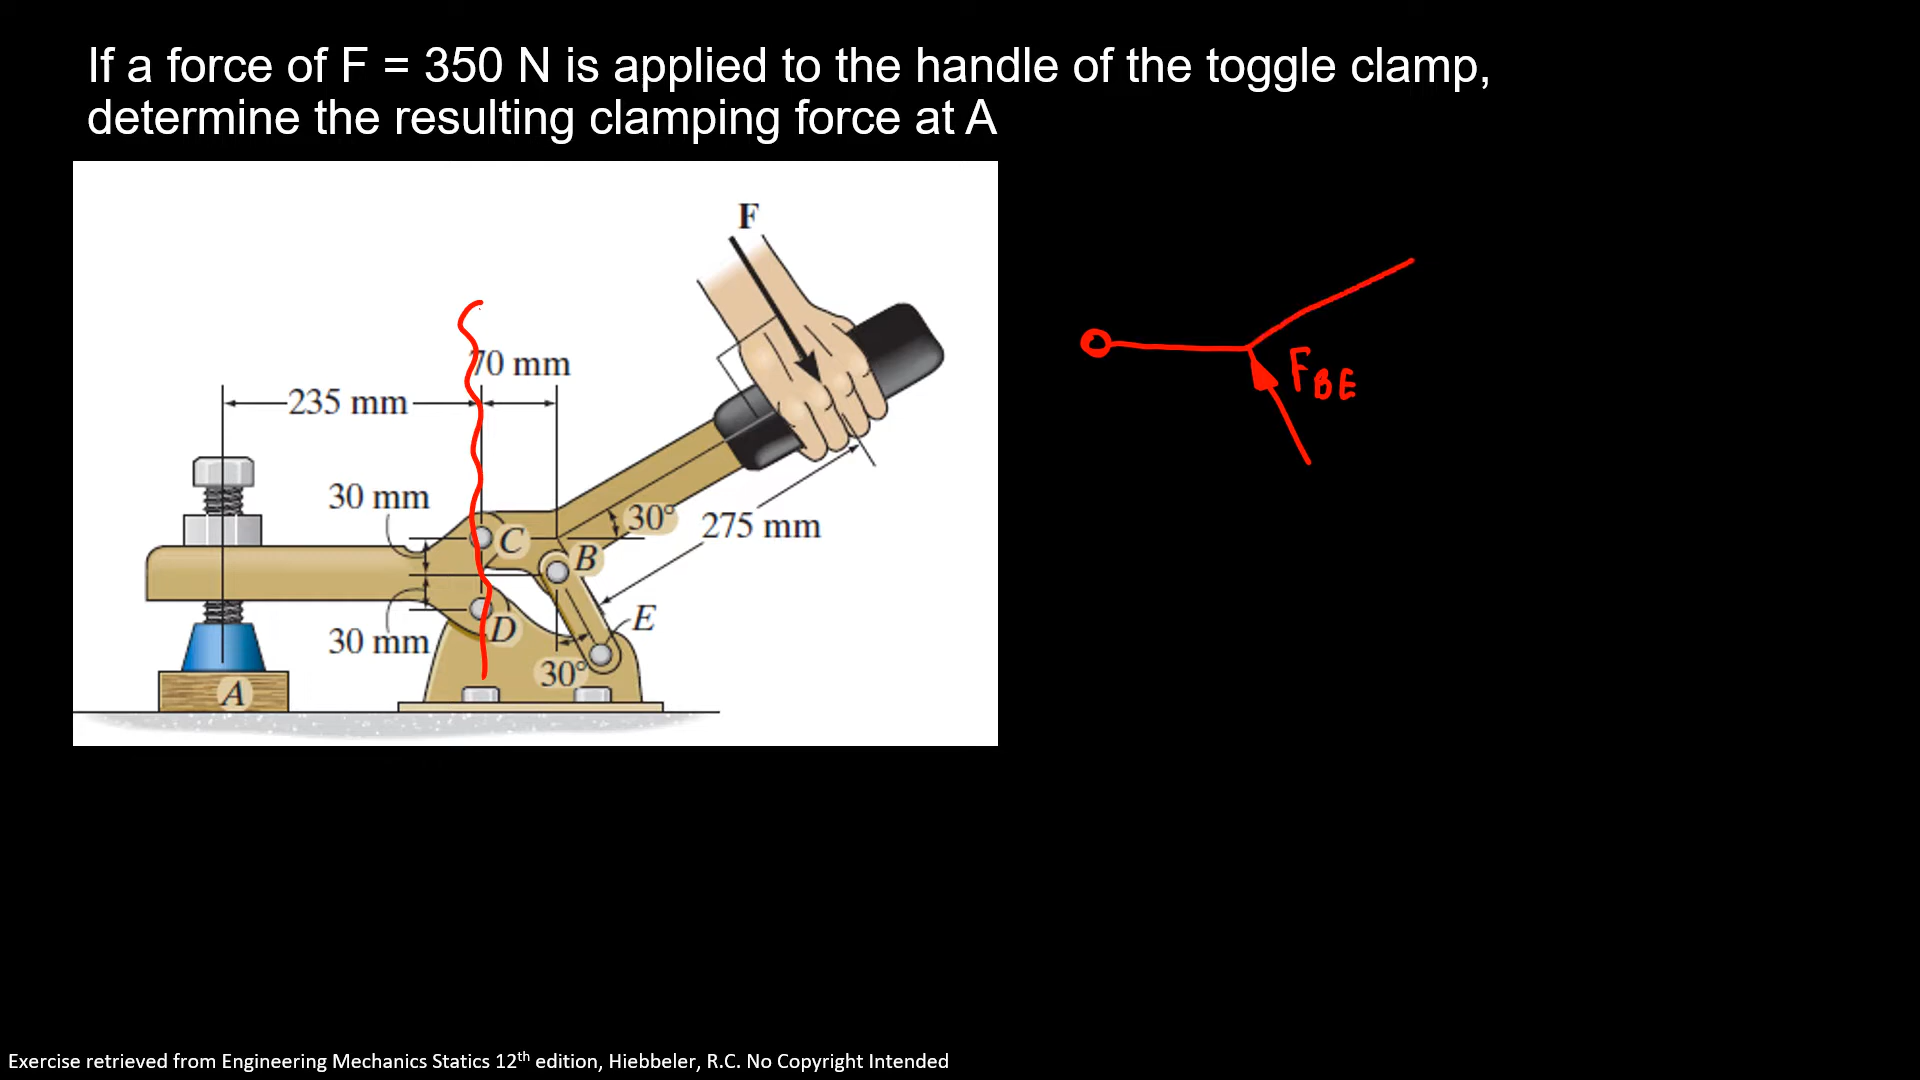 If a force of F = 350 N is applied to the handle of the toggle clamp,
determine the resulting clamping force at A
F
70 mm
235 mm
30 mm
C
30°
275 mm
B
E
D
30 mm
30°
A
F BE
Exercise retrieved from Engineering Mechanics Statics 12th edition, Hiebbeler, R.C. No Copyright Intended